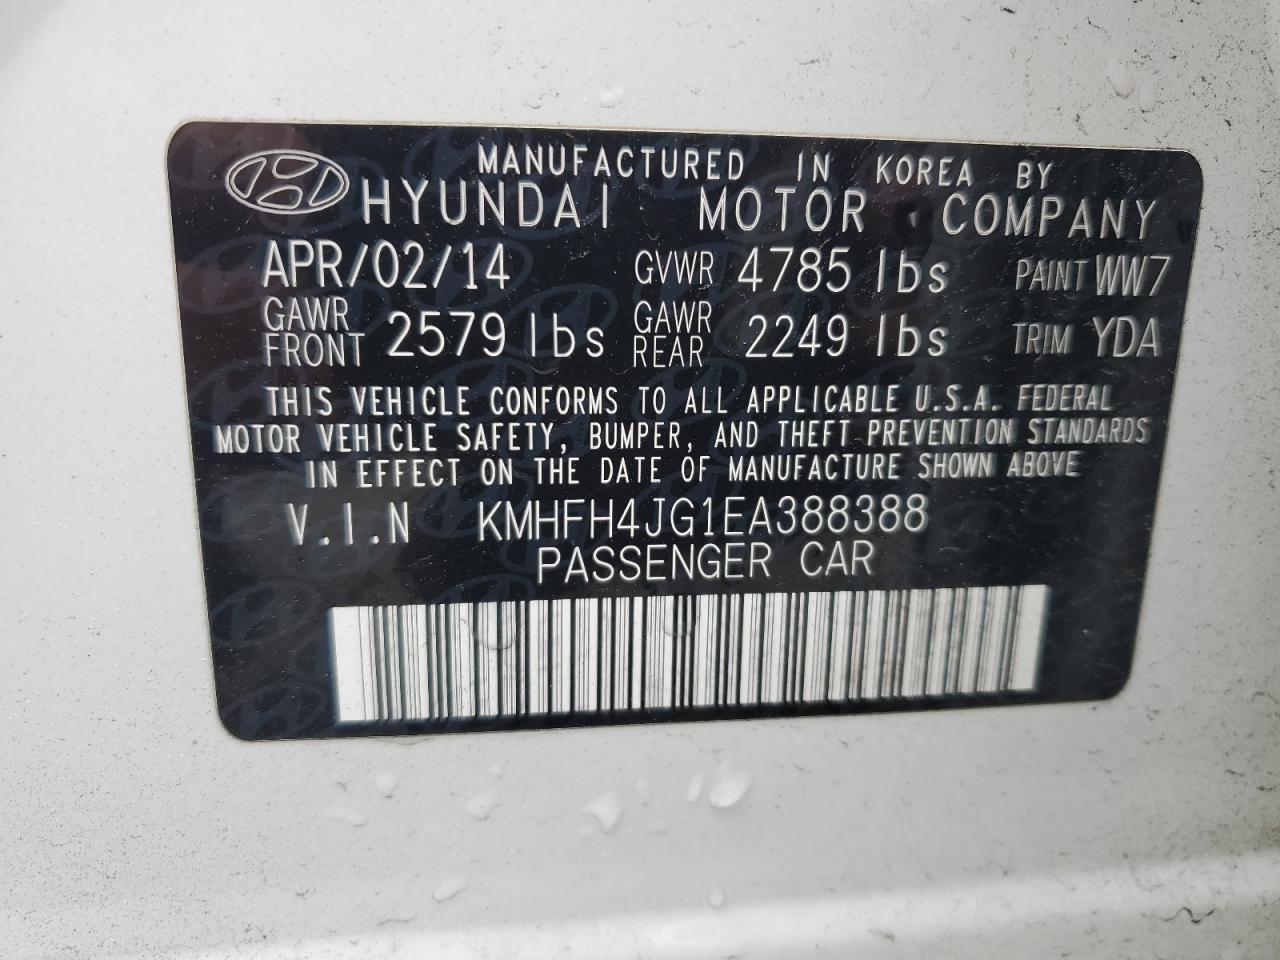 MANUFACTURED IN KOREA BY
HYUNDAI MOTOR COMPANY
APR/02/14 GVWR 4785 lbs PAINT WW7
GAWR FRONT 2579 lbs GAWR REAR 2249 lbs TRIM YDA
THIS VEHICLE CONFORMS TO ALL APPLICABLE U.S.A. FEDERAL
MOTOR VEHICLE SAFETY, BUMPER, AND THEFT PREVENTION STANDARDS
IN EFFECT ON THE DATE OF MANUFACTURE SHOWN ABOVE
V.I.N KMHFH4JG1EA388388
PASSENGER CAR